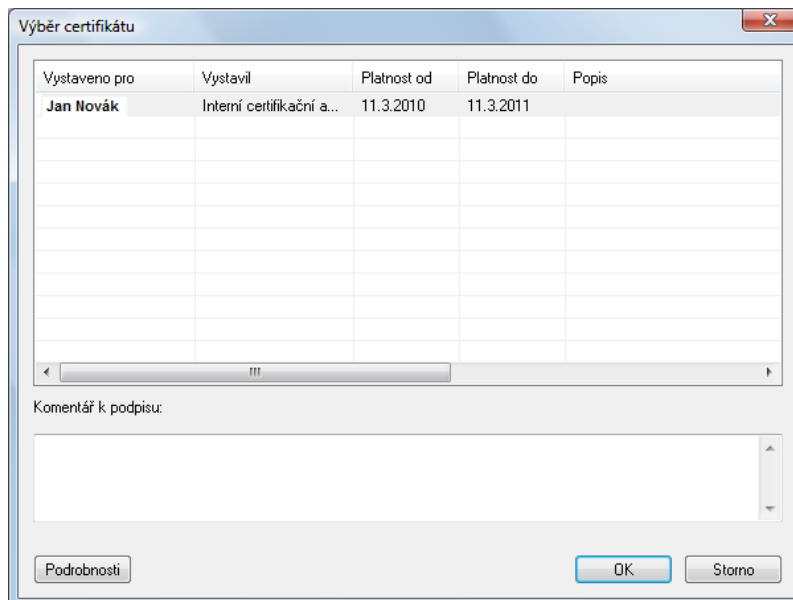 Výběr certifikátu
Vystaveno pro Vystavil Platnost od Platnost do Popis
Jan Novák Interní certifikační a... 11.3.2010 11.3.2011
Komentář k podpisu:
Podrobnosti OK Storno